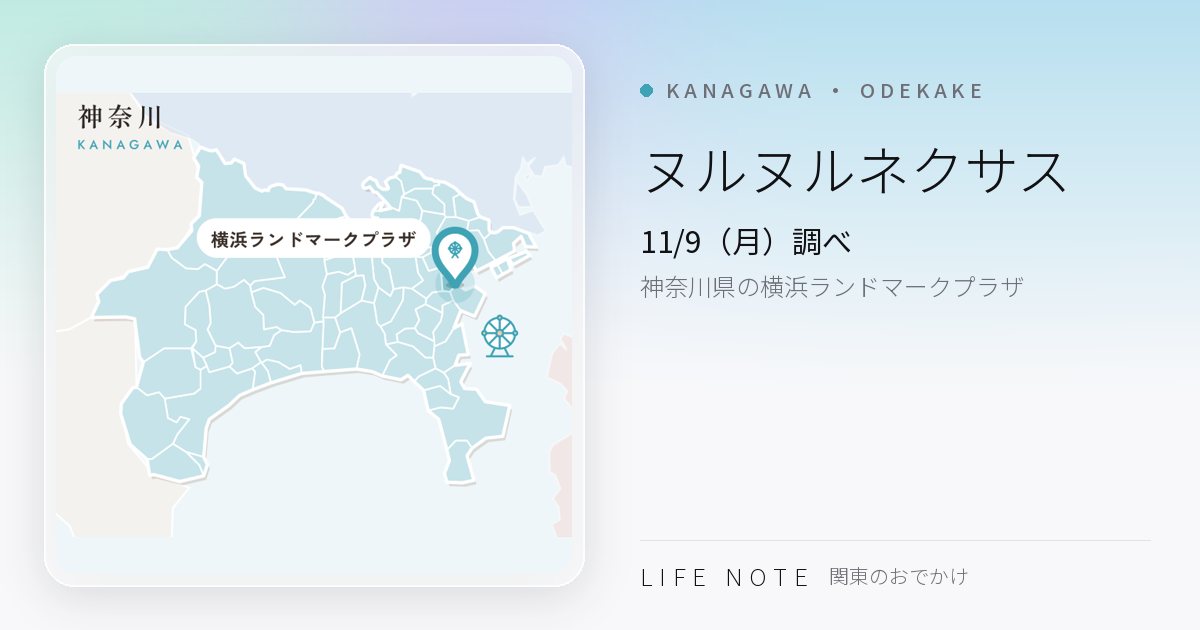 神奈川
KANAGAWA
横浜ランドマークプラザ
KANAGAWA • ODEKAKE
ヌルヌルネクサス
11/9（月）調べ
神奈川県の横浜ランドマークプラザ
LIFE NOTE 関東のおでかけ